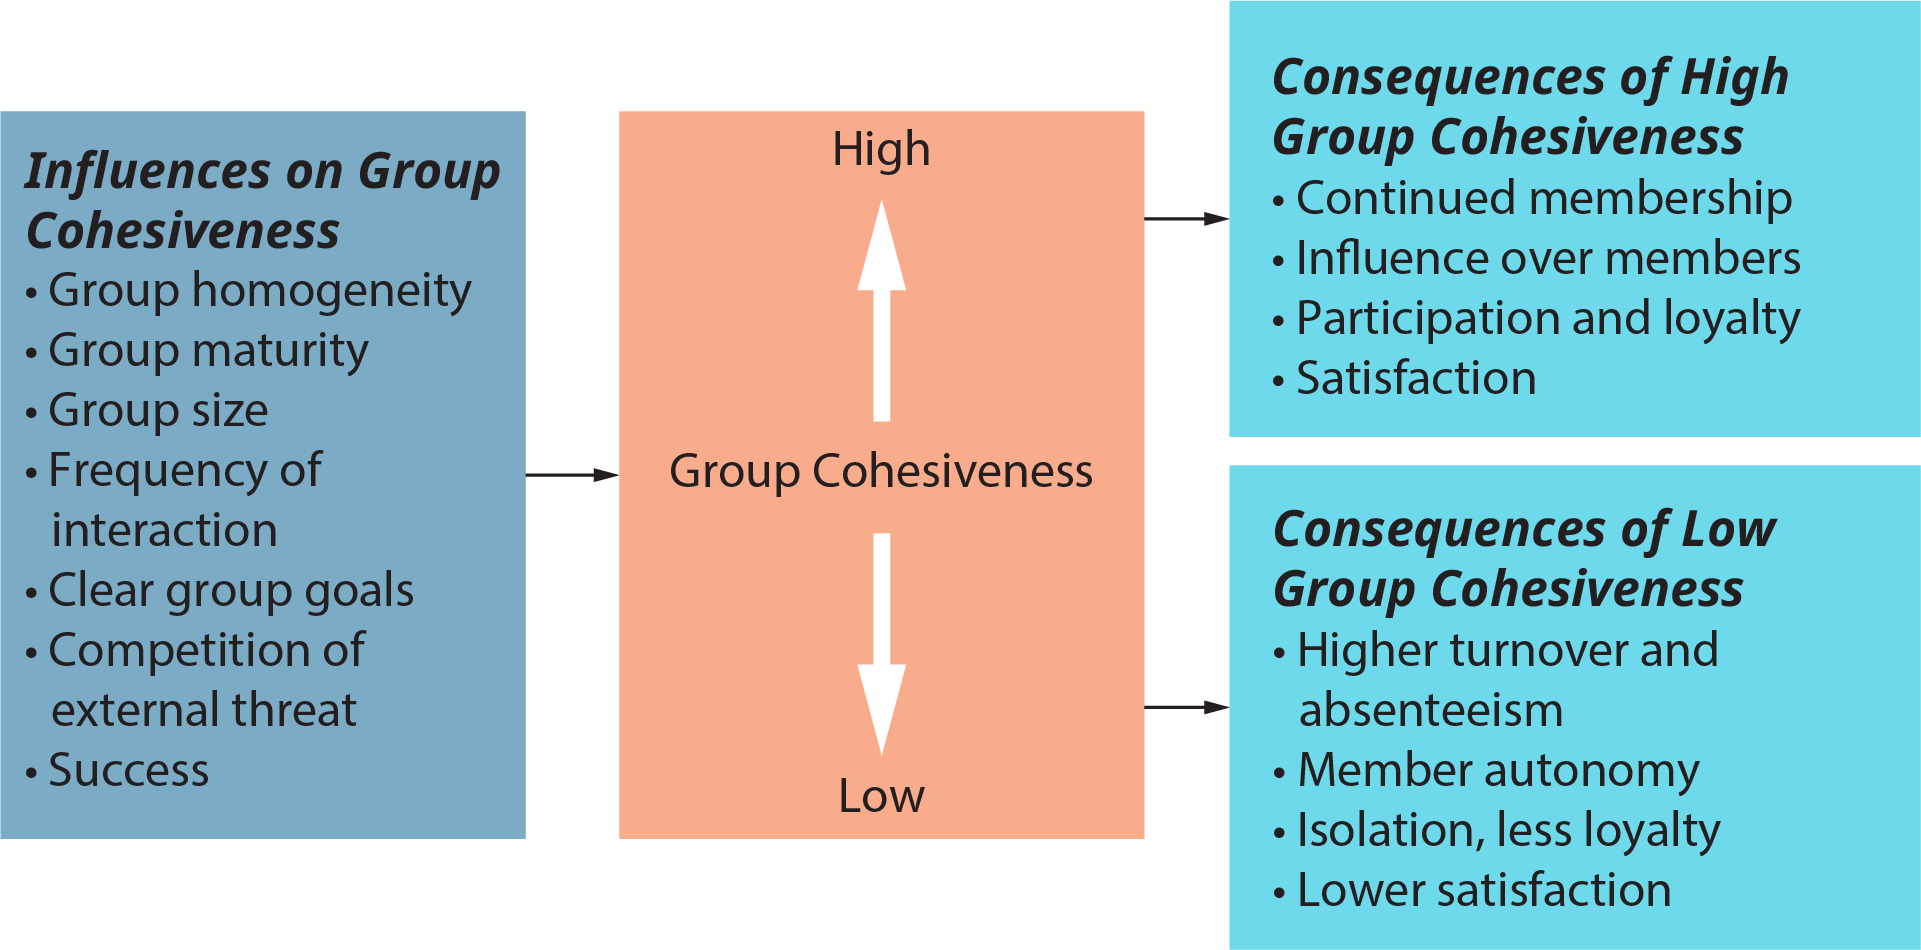 Influences on Group
Cohesiveness
• Group homogeneity
• Group maturity
• Group size
• Frequency of
interaction
• Clear group goals
• Competition of
external threat
• Success
High
Group Cohesiveness
Low
Consequences of High
Group Cohesiveness
• Continued membership
• Influence over members
• Participation and loyalty
• Satisfaction
Consequences of Low
Group Cohesiveness
• Higher turnover and
absenteeism
• Member autonomy
• Isolation, less loyalty
• Lower satisfaction